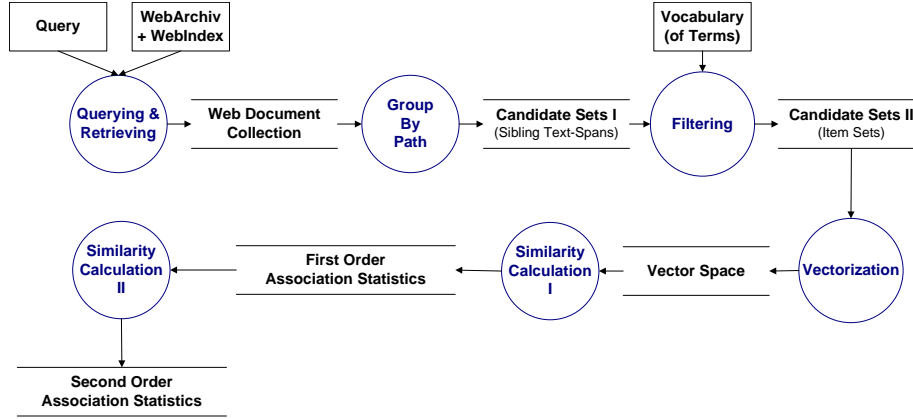 Query
WebArchiv
+ WebIndex
Vocabulary
(of Terms)
Querying &
Retrieving
Web Document
Collection
Group
By
Path
Candidate Sets I
(Sibling Text-Spans)
Filtering
Candidate Sets II
(Item Sets)
Similarity
Calculation
II
First Order
Association Statistics
Similarity
Calculation
I
Vector Space
Vectorization
Second Order
Association Statistics